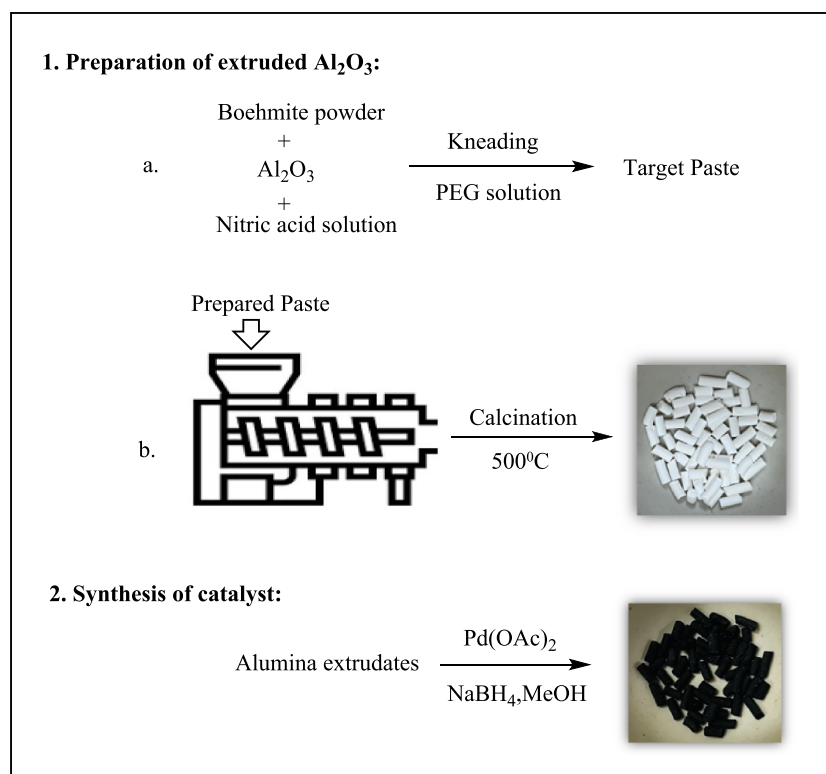 1. Preparation of extruded Al₂O₃:
Boehmite powder
+
a.
Al₂O₃
Kneading
PEG solution
Target Paste
+
Nitric acid solution
Prepared Paste
b.
Calcination
500⁰C
2. Synthesis of catalyst:
Alumina extrudates
Pd(OAc)₂
NaBH₄,MeOH